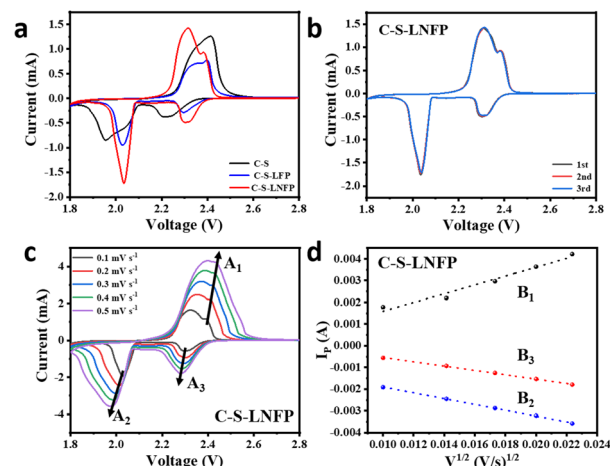 a
Current (mA)
1.5
1.0
0.5
0.0
-0.5
-1.0
-1.5
-2.0
C-S
C-S-LFP
C-S-LNFP
1.8 2.0 2.2 2.4 2.6 2.8
Voltage (V)
b
C-S-LNFP
Current (mA)
1.5
1.0
0.5
0.0
-0.5
-1.0
-1.5
-2.0
1st
2nd
3rd
1.8 2.0 2.2 2.4 2.6 2.8
Voltage (V)
c
Current (mA)
4
2
0
-2
-4
0.1 mV s⁻¹
0.2 mV s⁻¹
0.3 mV s⁻¹
0.4 mV s⁻¹
0.5 mV s⁻¹
A₁
A₂
A₃
C-S-LNFP
1.8 2.0 2.2 2.4 2.6 2.8
Voltage (V)
d
C-S-LNFP
Iₚ (A)
0.004
0.003
0.002
0.001
0.000
-0.001
-0.002
-0.003
-0.004
B₁
B₃
B₂
0.010 0.012 0.014 0.016 0.018 0.020 0.022 0.024
V^1/2 (V/s)^1/2